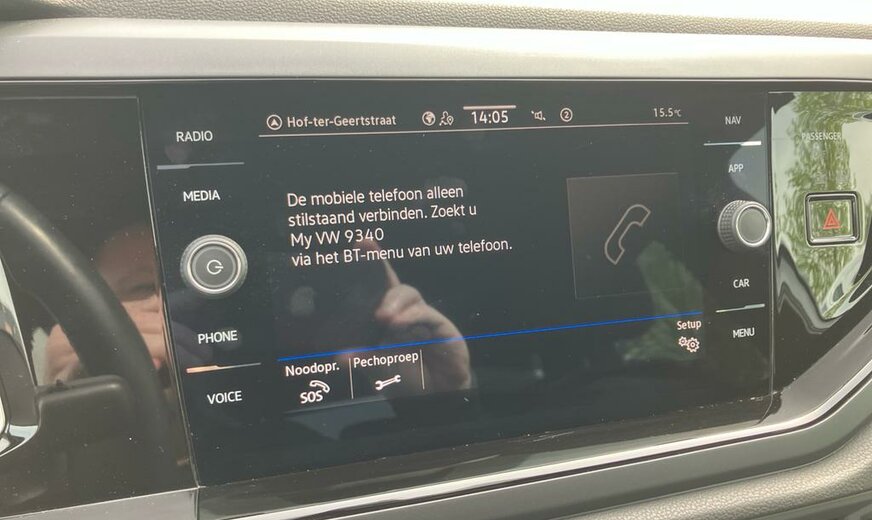 Hof-ter-Geertstraat
14:05
2
15.5°C
RADIO
MEDIA
PHONE
VOICE
De mobiele telefoon alleen
stilstaand verbinden. Zoekt u
My VW 9340
via het BT-menu van uw telefoon.
Setup
Noodopr.
Pechoproep
SOS
NAV
APP
CAR
MENU
PASSENGER